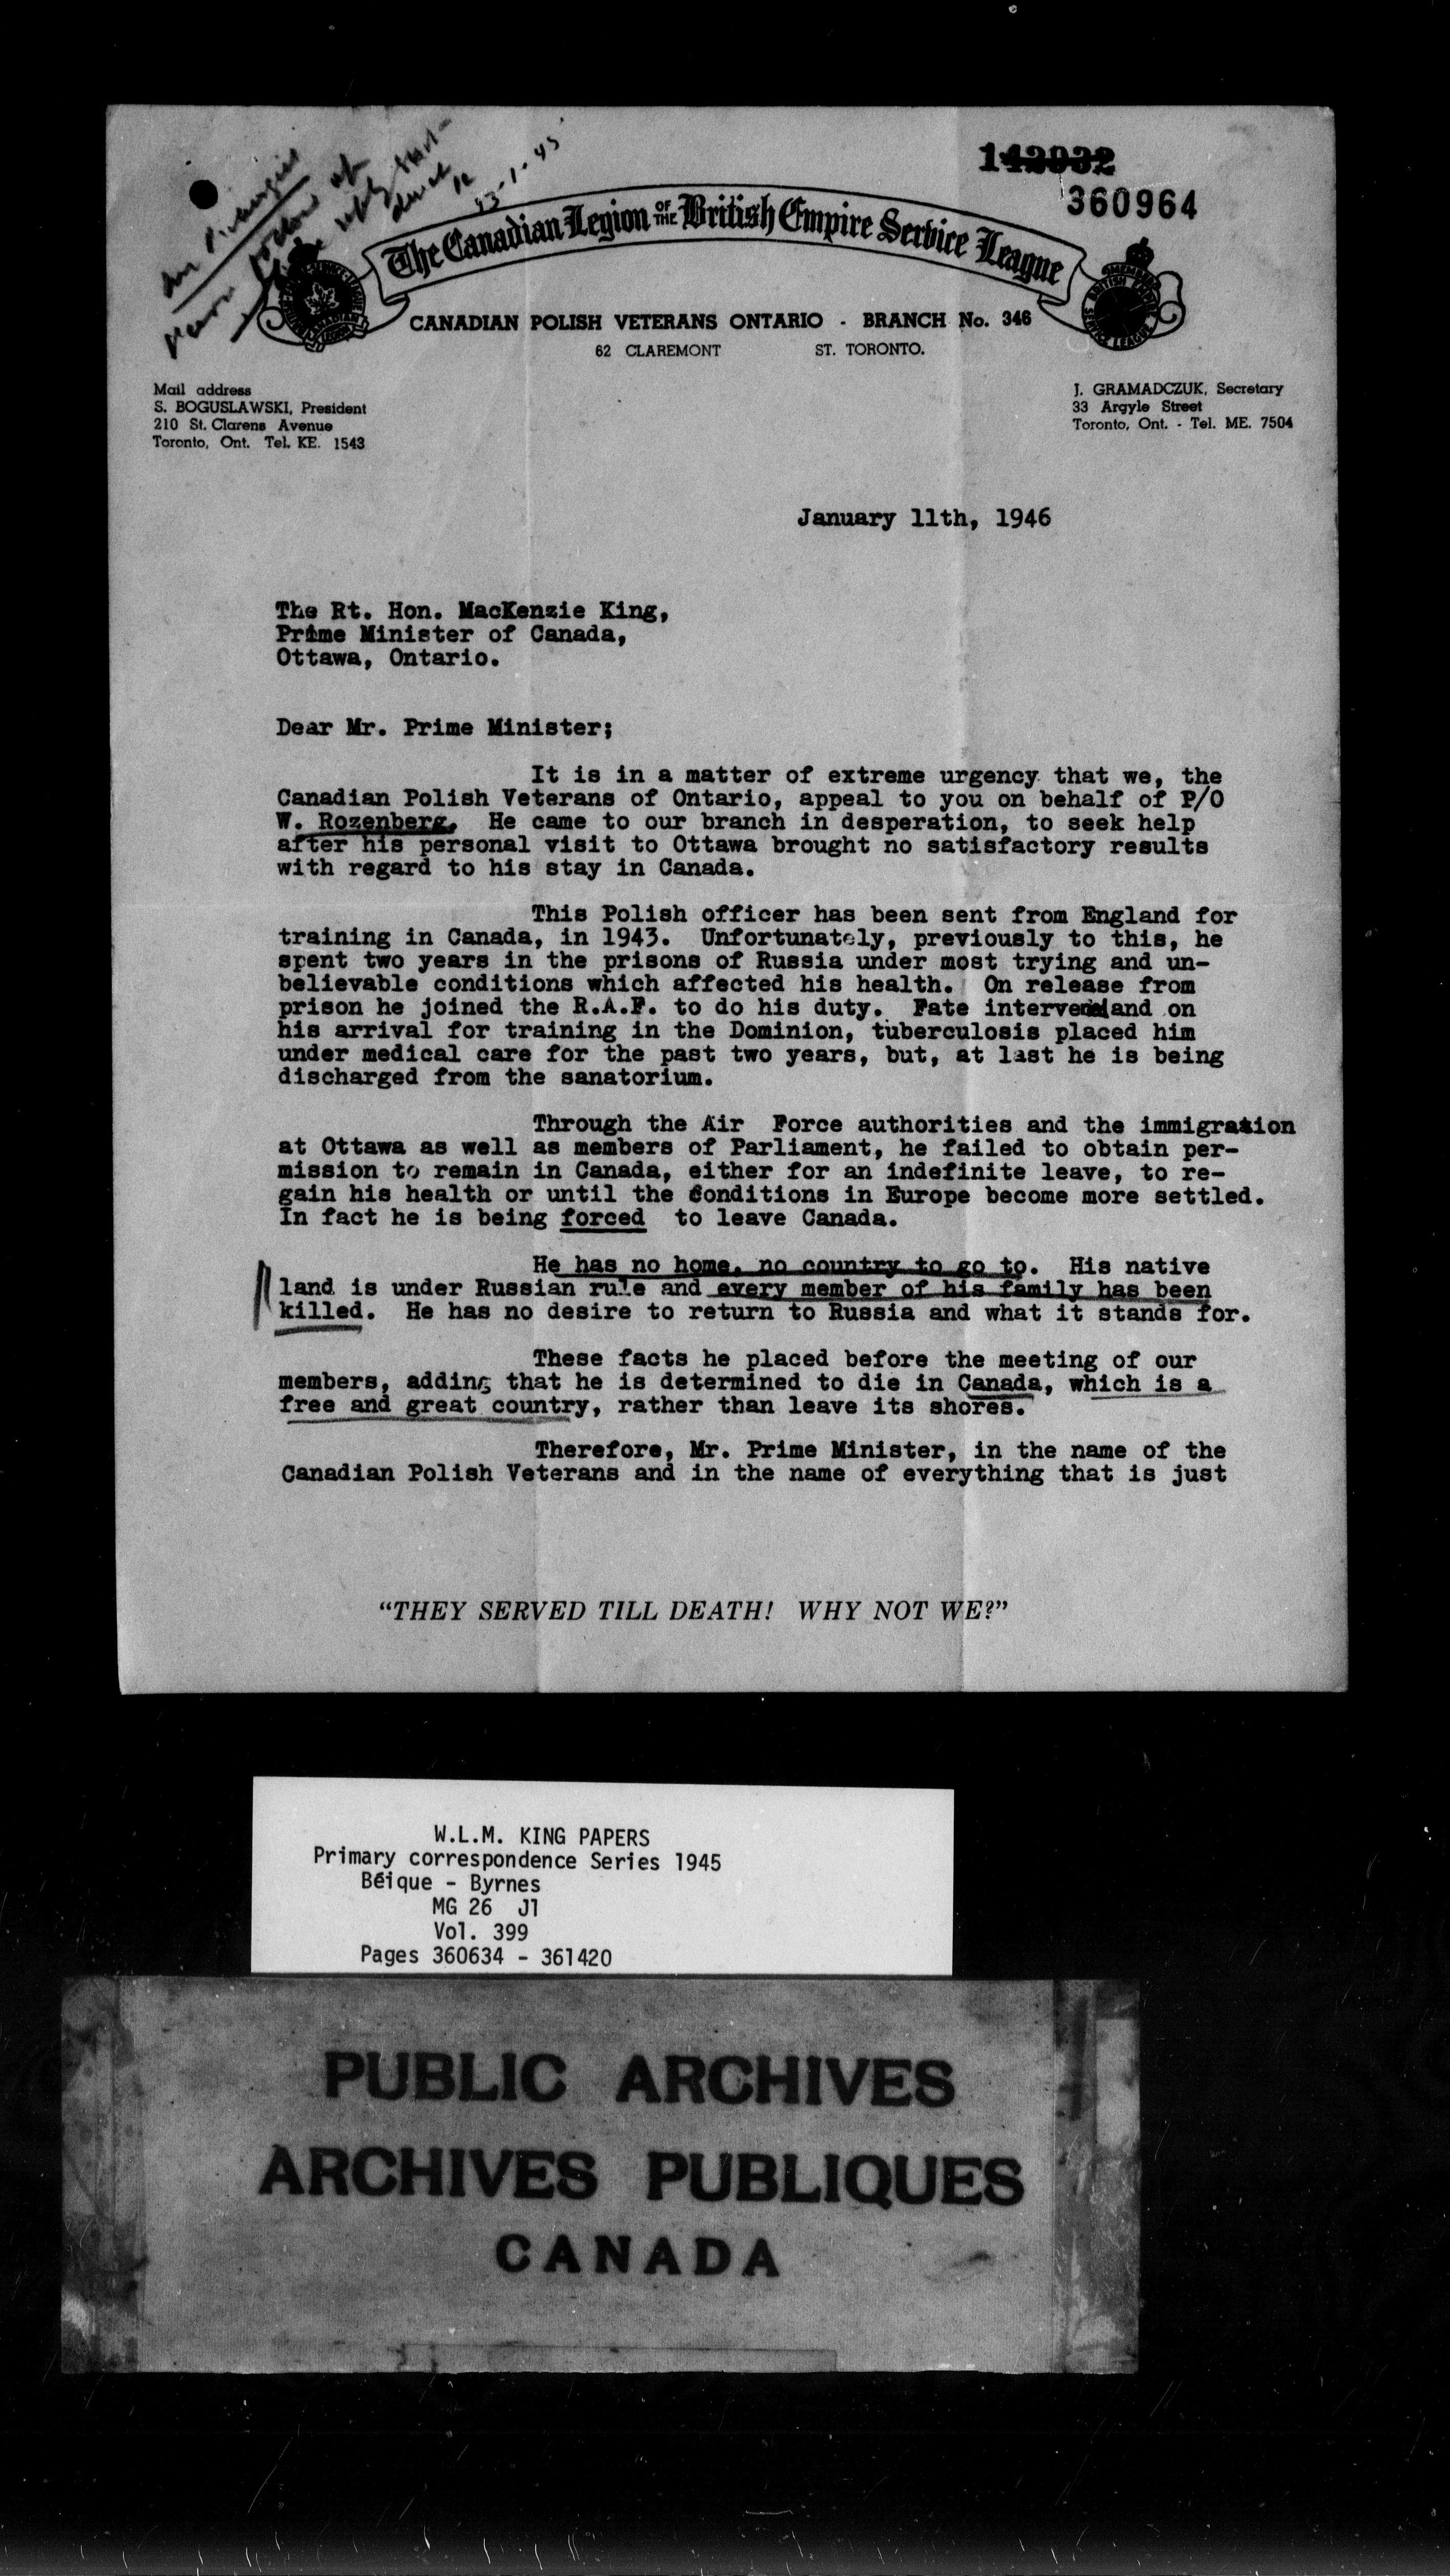 142932
360964
23-1-45
The Canadian Legion OF THE British Empire Service League
CANADIAN POLISH VETERANS ONTARIO - BRANCH No. 346
62 CLAREMONT ST. TORONTO.
Mail address
S. BOGUSLAWSKI, President
210 St. Clarens Avenue
Toronto, Ont. Tel. KE. 1543
J. GRAMADCZUK, Secretary
33 Argyle Street
Toronto, Ont. - Tel. ME. 7504
January 11th, 1946
The Rt. Hon. MacKenzie King,
Prime Minister of Canada,
Ottawa, Ontario.
Dear Mr. Prime Minister;
It is in a matter of extreme urgency that we, the
Canadian Polish Veterans of Ontario, appeal to you on behalf of P/O
W. Rozenberg. He came to our branch in desperation, to seek help
after his personal visit to Ottawa brought no satisfactory results
with regard to his stay in Canada.
This Polish officer has been sent from England for
training in Canada, in 1943. Unfortunately, previously to this, he
spent two years in the prisons of Russia under most trying and un-
believable conditions which affected his health. On release from
prison he joined the R.A.F. to do his duty. Fate intervened and on
his arrival for training in the Dominion, tuberculosis placed him
under medical care for the past two years, but, at last he is being
discharged from the sanatorium.
Through the Air Force authorities and the immigration
at Ottawa as well as members of Parliament, he failed to obtain per-
mission to remain in Canada, either for an indefinite leave, to re-
gain his health or until the conditions in Europe become more settled.
In fact he is being forced to leave Canada.
He has no home, no country to go to. His native
land is under Russian rule and every member of his family has been
killed. He has no desire to return to Russia and what it stands for.
These facts he placed before the meeting of our
members, adding that he is determined to die in Canada, which is a
free and great country, rather than leave its shores.
Therefore, Mr. Prime Minister, in the name of the
Canadian Polish Veterans and in the name of everything that is just
"THEY SERVED TILL DEATH! WHY NOT WE?"
W.L.M. KING PAPERS
Primary correspondence Series 1945
Béique - Byrnes
MG 26 J1
Vol. 399
Pages 360634 - 361420
PUBLIC ARCHIVES
ARCHIVES PUBLIQUES
CANADA